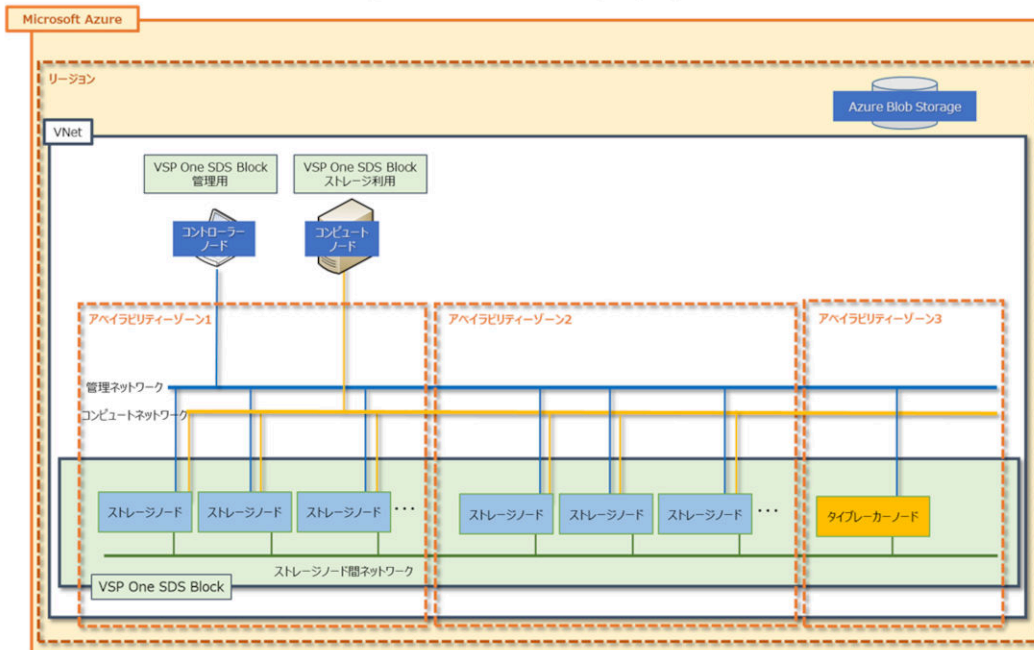 Microsoft Azure
リージョン
Azure Blob Storage
VNet
VSP One SDS Block
管理用
VSP One SDS Block
ストレージ利用
コントローラー
ノード
コンピュート
ノード
アベイラビリティーゾーン1
アベイラビリティーゾーン2
アベイラビリティーゾーン3
管理ネットワーク
コンピュートネットワーク
ストレージノード
ストレージノード
ストレージノード
・・・
ストレージノード
ストレージノード
ストレージノード
・・・
タイブレーカーノード
ストレージノード間ネットワーク
VSP One SDS Block